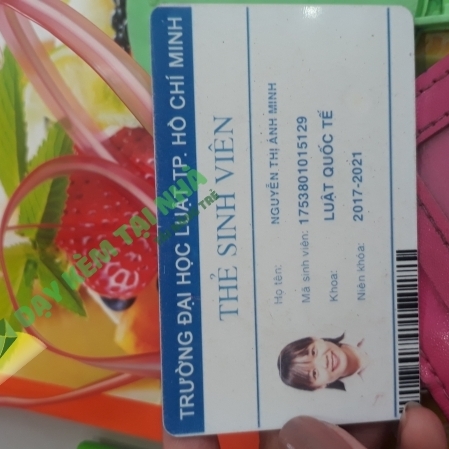 TRƯỜNG ĐẠI HỌC LUẬT TP. HỒ CHÍ MINH
THẺ SINH VIÊN
Họ tên: NGUYỄN THỊ ÁNH MINH
Mã sinh viên: 1753801015129
Khoa: LUẬT QUỐC TẾ
Niên khóa: 2017-2021
DẠY KÈM TẠI NHÀ
TRẺ